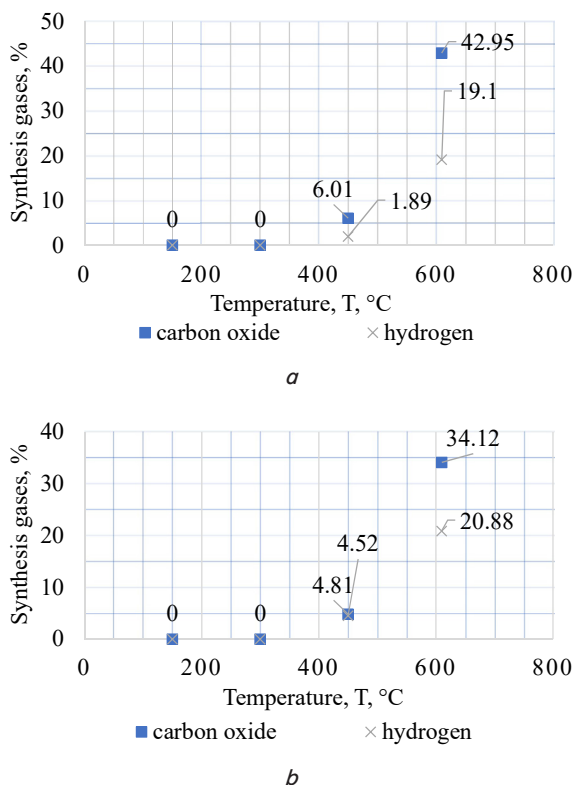 Synthesis gases, %
50
40
30
20
10
0
42.95
19.1
6.01
1.89
0 0
0 200 400 600 800
Temperature, T, °C
carbon oxide hydrogen
a
Synthesis gases, %
40
30
20
10
0
34.12
20.88
4.52
4.81
0 0
0 200 400 600 800
Temperature, T, °C
carbon oxide hydrogen
b